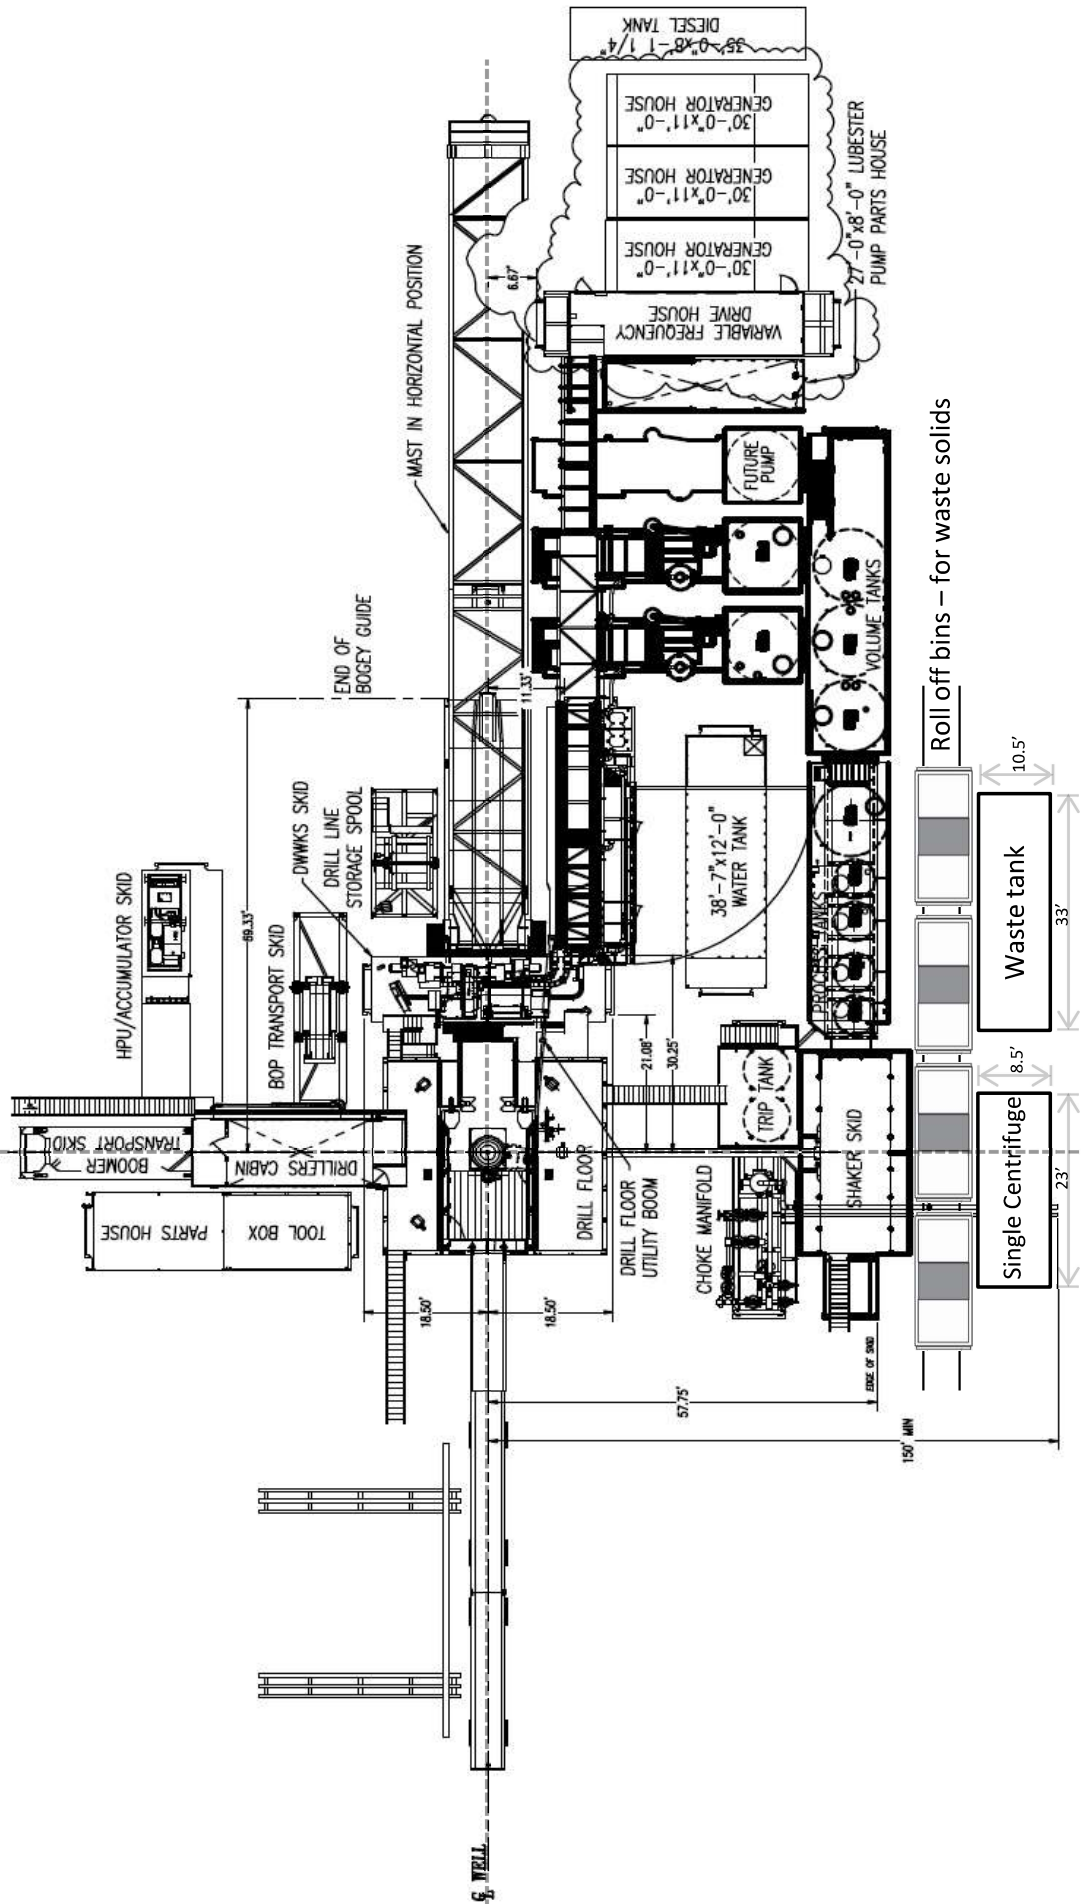 DIESEL TANK
35'-0x8'-1 1/4"
GENERATOR HOUSE
30'-0"x11'-0"
GENERATOR HOUSE
30'-0"x11'-0"
GENERATOR HOUSE
30'-0"x11'-0"
27'-0"x8'-0" LUBESTER
PUMP PARTS HOUSE
VARIABLE FREQUENCY
DRIVE HOUSE
6.67'
MAST IN HORIZONTAL POSITION
FUTURE
PUMP
VOLUME TANKS
END OF
BOGEY GUIDE
11.33'
69.33'
DWWKS SKID
DRILL LINE
STORAGE SPOOL
HPU/ACCUMULATOR SKID
BOP TRANSPORT SKID
38'-7"x12'-0"
WATER TANK
PROCESS TANKS
21.08'
30.25'
BOOMER
TRANSPORT SKID
DRILLERS CABIN
PARTS HOUSE
TOOL BOX
DRILL FLOOR
DRILL FLOOR
UTILITY BOOM
TRIP TANK
CHOKE MANIFOLD
SHAKER SKID
18.50'
18.50'
57.75'
EDGE OF SKID
150' MIN
WELL
Roll off bins – for waste solids
Waste tank
10.5'
33'
Single Centrifuge
8.5'
23'